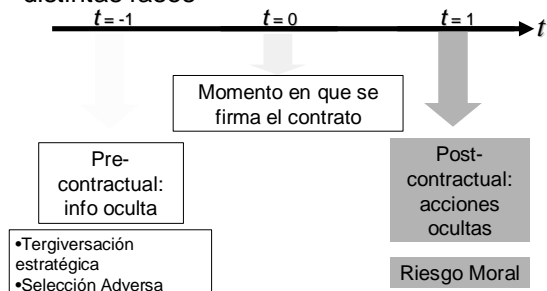 distintas fases
t = -1
t = 0
t = 1
t
Momento en que se
firma el contrato
Pre-
contractual:
info oculta
Post-
contractual:
acciones
ocultas
•Tergiversación
estratégica
•Selección Adversa
Riesgo Moral